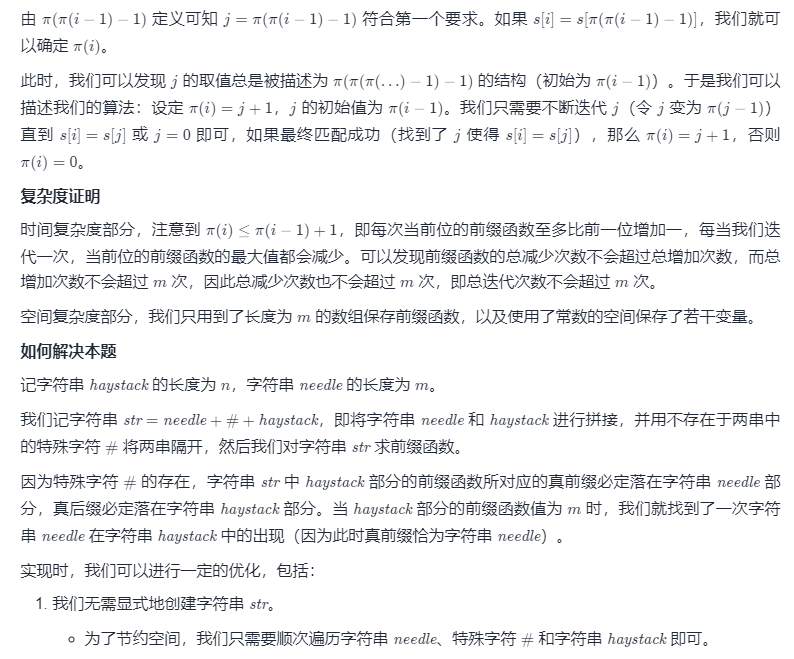 由 π(π(i − 1) − 1) 定义可知 j = π(π(i − 1) − 1) 符合第一个要求。如果 s[i] = s[π(π(i − 1) − 1)]，我们就可
以确定 π(i)。
此时，我们可以发现 j 的取值总是被描述为 π(π(π(…) − 1) − 1) 的结构（初始为 π(i − 1)）。于是我们可以
描述我们的算法：设定 π(i) = j + 1，j 的初始值为 π(i − 1)。我们只需要不断迭代 j（令 j 变为 π(j − 1)）
直到 s[i] = s[j] 或 j = 0 即可，如果最终匹配成功（找到了 j 使得 s[i] = s[j]），那么 π(i) = j + 1，否则
π(i) = 0。
复杂度证明
时间复杂度部分，注意到 π(i) ≤ π(i − 1) + 1，即每次当前位的前缀函数至多比前一位增加一，每当我们迭
代一次，当前位的前缀函数的最大值都会减少。可以发现前缀函数的总减少次数不会超过总增加次数，而总
增加次数不会超过 m 次，因此总减少次数也不会超过 m 次，即总迭代次数不会超过 m 次。
空间复杂度部分，我们只用到了长度为 m 的数组保存前缀函数，以及使用了常数的空间保存了若干变量。
如何解决本题
记字符串 haystack 的长度为 n，字符串 needle 的长度为 m。
我们记字符串 str = needle + # + haystack，即将字符串 needle 和 haystack 进行拼接，并用不存在于两串中
的特殊字符 # 将两串隔开，然后我们对字符串 str 求前缀函数。
因为特殊字符 # 的存在，字符串 str 中 haystack 部分的前缀函数所对应的真前缀必定落在字符串 needle 部
分，真后缀必定落在字符串 haystack 部分。当 haystack 部分的前缀函数值为 m 时，我们就找到了一次字符
串 needle 在字符串 haystack 中的出现（因为此时真前缀恰为字符串 needle）。
实现时，我们可以进行一定的优化，包括：
1. 我们无需显式地创建字符串 str。
◦ 为了节约空间，我们只需要顺次遍历字符串 needle、特殊字符 # 和字符串 haystack 即可。